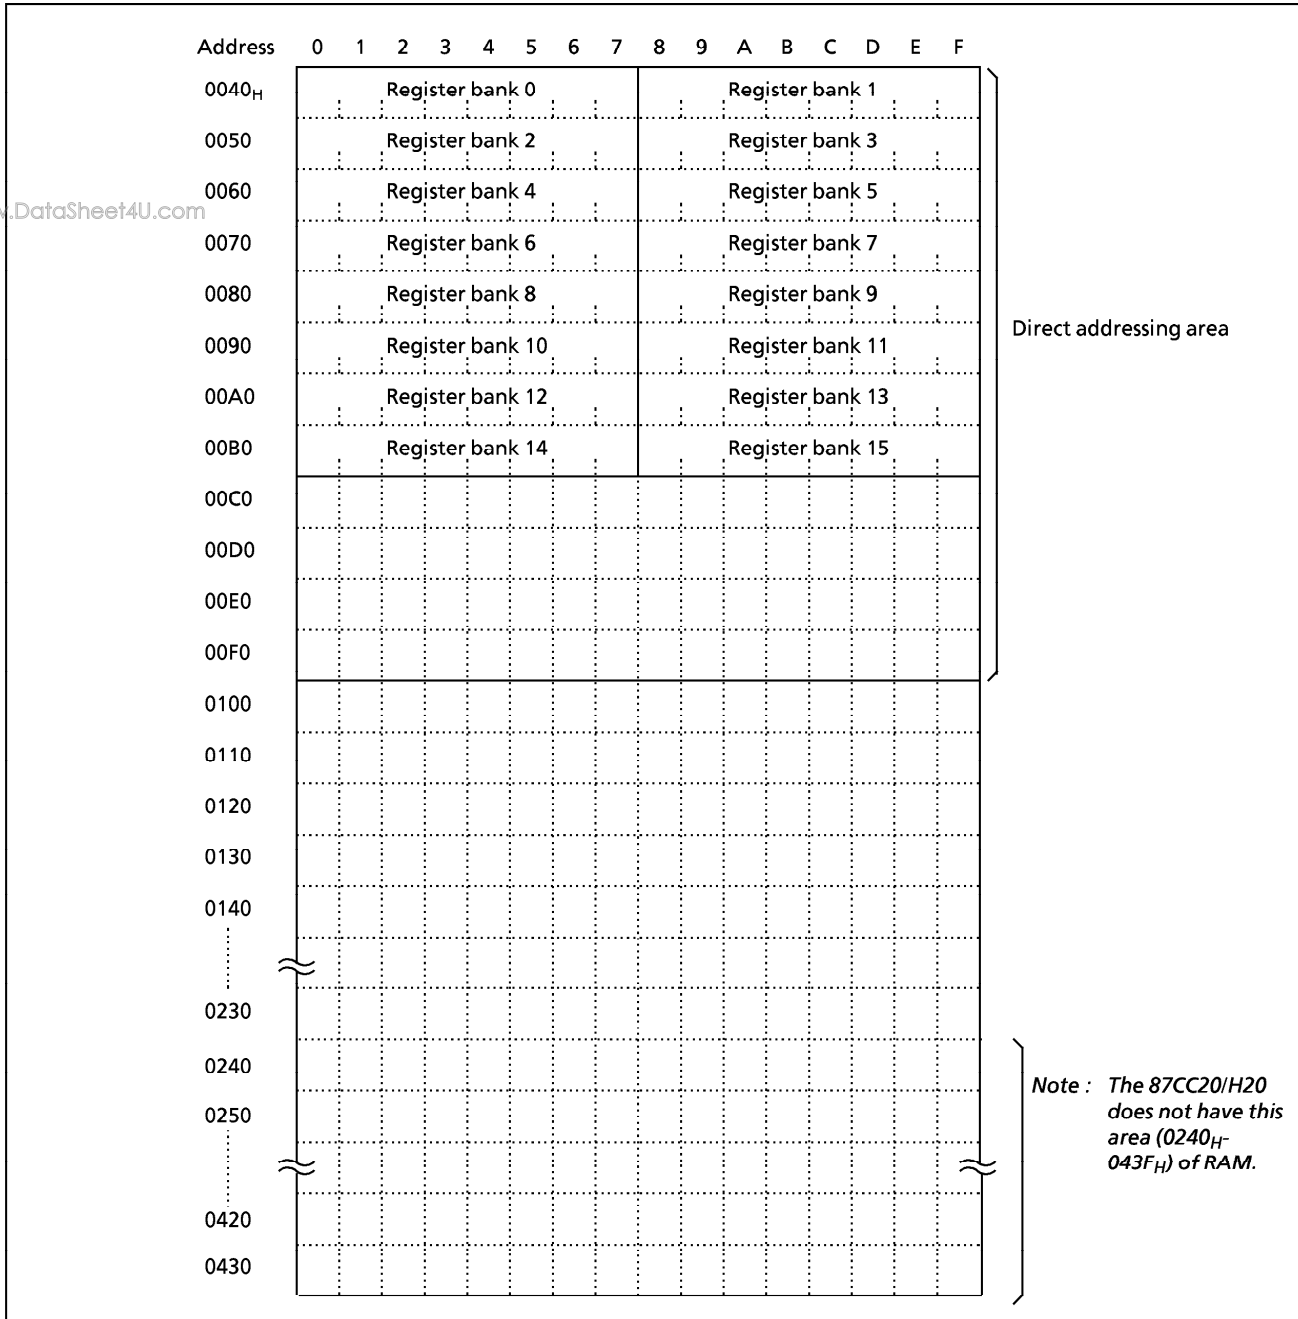 Address 0 1 2 3 4 5 6 7 8 9 A B C D E F
0040H Register bank 0 Register bank 1
0050 Register bank 2 Register bank 3
0060 Register bank 4 Register bank 5
w.DataSheet4U.com
0070 Register bank 6 Register bank 7
0080 Register bank 8 Register bank 9
Direct addressing area
0090 Register bank 10 Register bank 11
00A0 Register bank 12 Register bank 13
00B0 Register bank 14 Register bank 15
00C0
00D0
00E0
00F0
0100
0110
0120
0130
0140
0230
0240
0250
Note : The 87CC20/H20
does not have this
area (0240H-
043FH) of RAM.
0420
0430